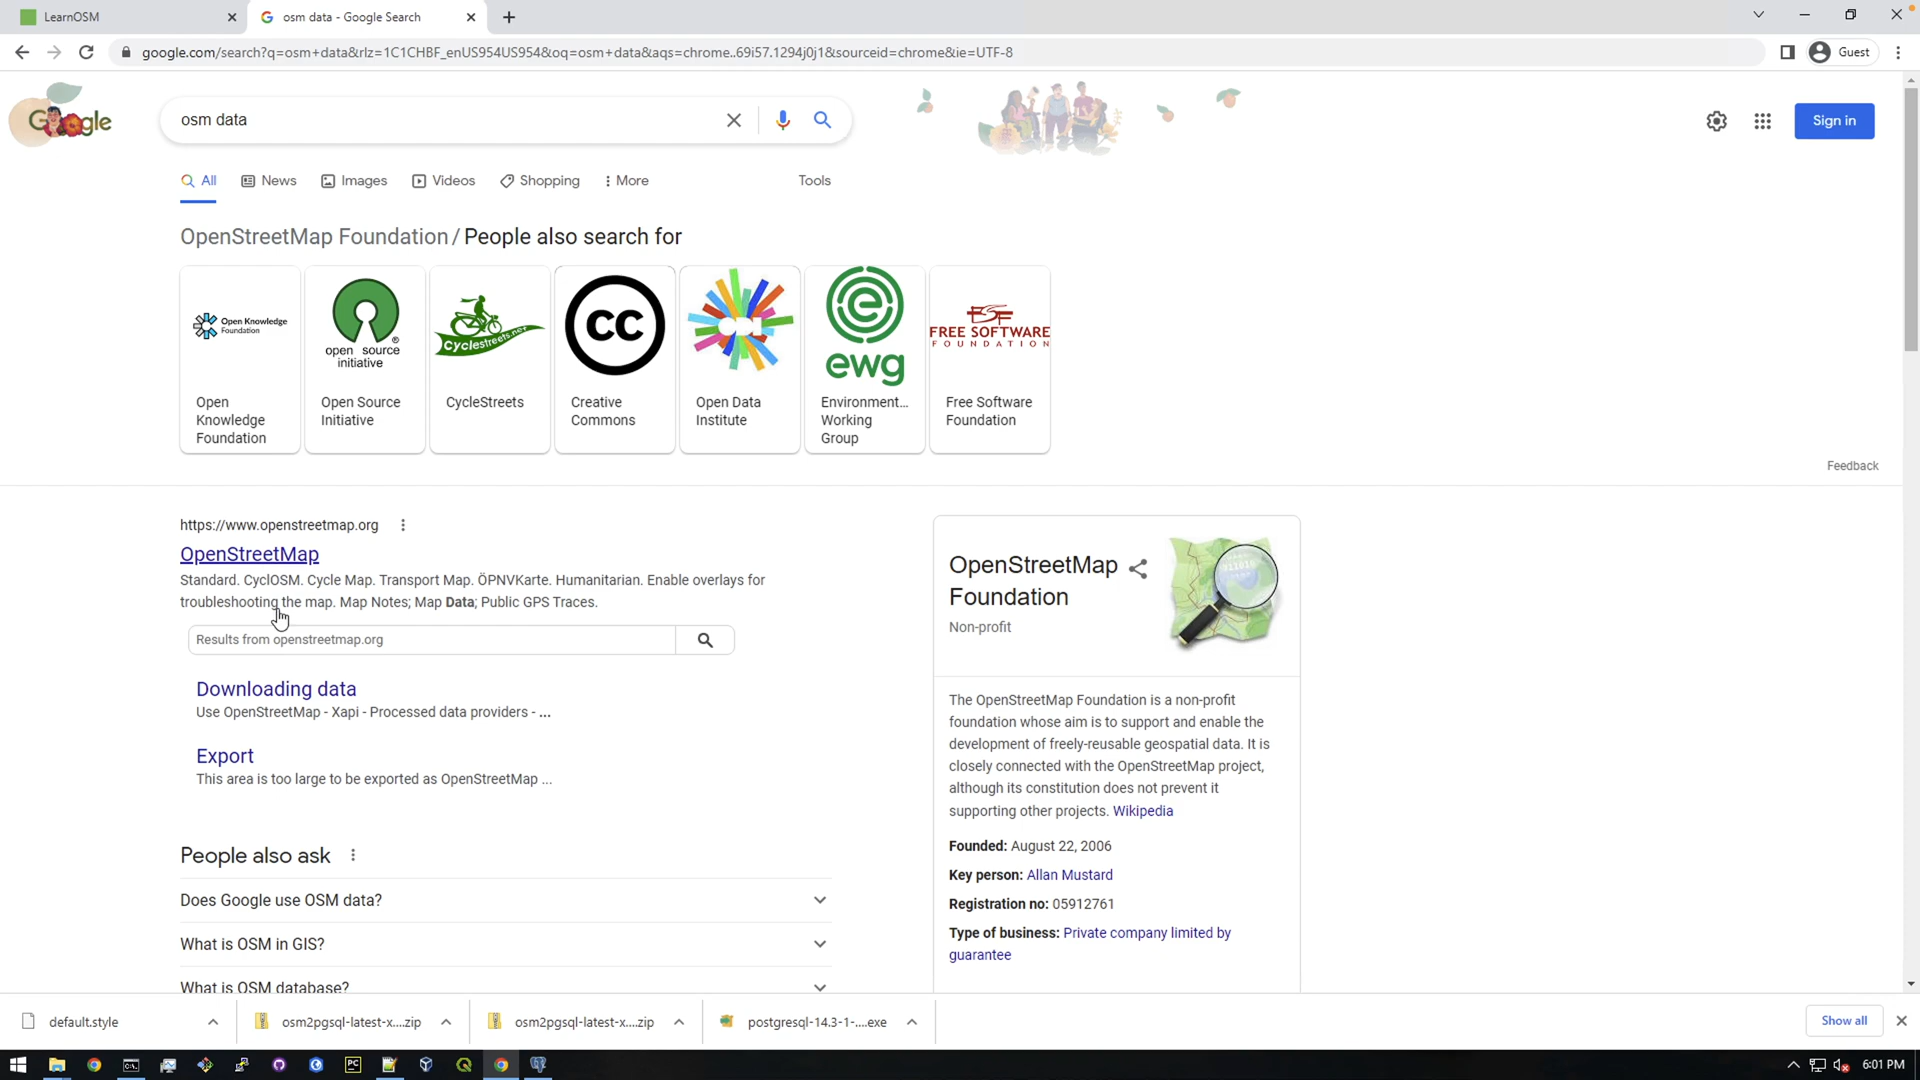 LearnOSM
osm data - Google Search
google.com/search?q=osm+data&rlz=1C1CHBF_enUS954US954&oq=osm+data&aqs=chrome..69i57.1294j0j1&sourceid=chrome&ie=UTF-8
Guest
Google
osm data
Sign in
All
News
Images
Videos
Shopping
More
Tools
OpenStreetMap Foundation / People also search for
Open Knowledge
Foundation
open source
initiative
Cyclestreets.net
CC
ewg
FSF
FREE SOFTWARE
FOUNDATION
Open
Knowledge
Foundation
Open Source
Initiative
CycleStreets
Creative
Commons
Open Data
Institute
Environment...
Working
Group
Free Software
Foundation
Feedback
https://www.openstreetmap.org
OpenStreetMap
Standard. CyclOSM. Cycle Map. Transport Map. ÖPNVKarte. Humanitarian. Enable overlays for
troubleshooting the map. Map Notes; Map Data; Public GPS Traces.
Results from openstreetmap.org
Downloading data
Use OpenStreetMap - Xapi - Processed data providers - ...
Export
This area is too large to be exported as OpenStreetMap ...
People also ask
Does Google use OSM data?
What is OSM in GIS?
What is OSM database?
OpenStreetMap
Foundation
Non-profit
The OpenStreetMap Foundation is a non-profit
foundation whose aim is to support and enable the
development of freely-reusable geospatial data. It is
closely connected with the OpenStreetMap project,
although its constitution does not prevent it
supporting other projects. Wikipedia
Founded: August 22, 2006
Key person: Allan Mustard
Registration no: 05912761
Type of business: Private company limited by
guarantee
default.style
osm2pgsql-latest-x....zip
osm2pgsql-latest-x....zip
postgresql-14.3-1-....exe
Show all
6:01 PM